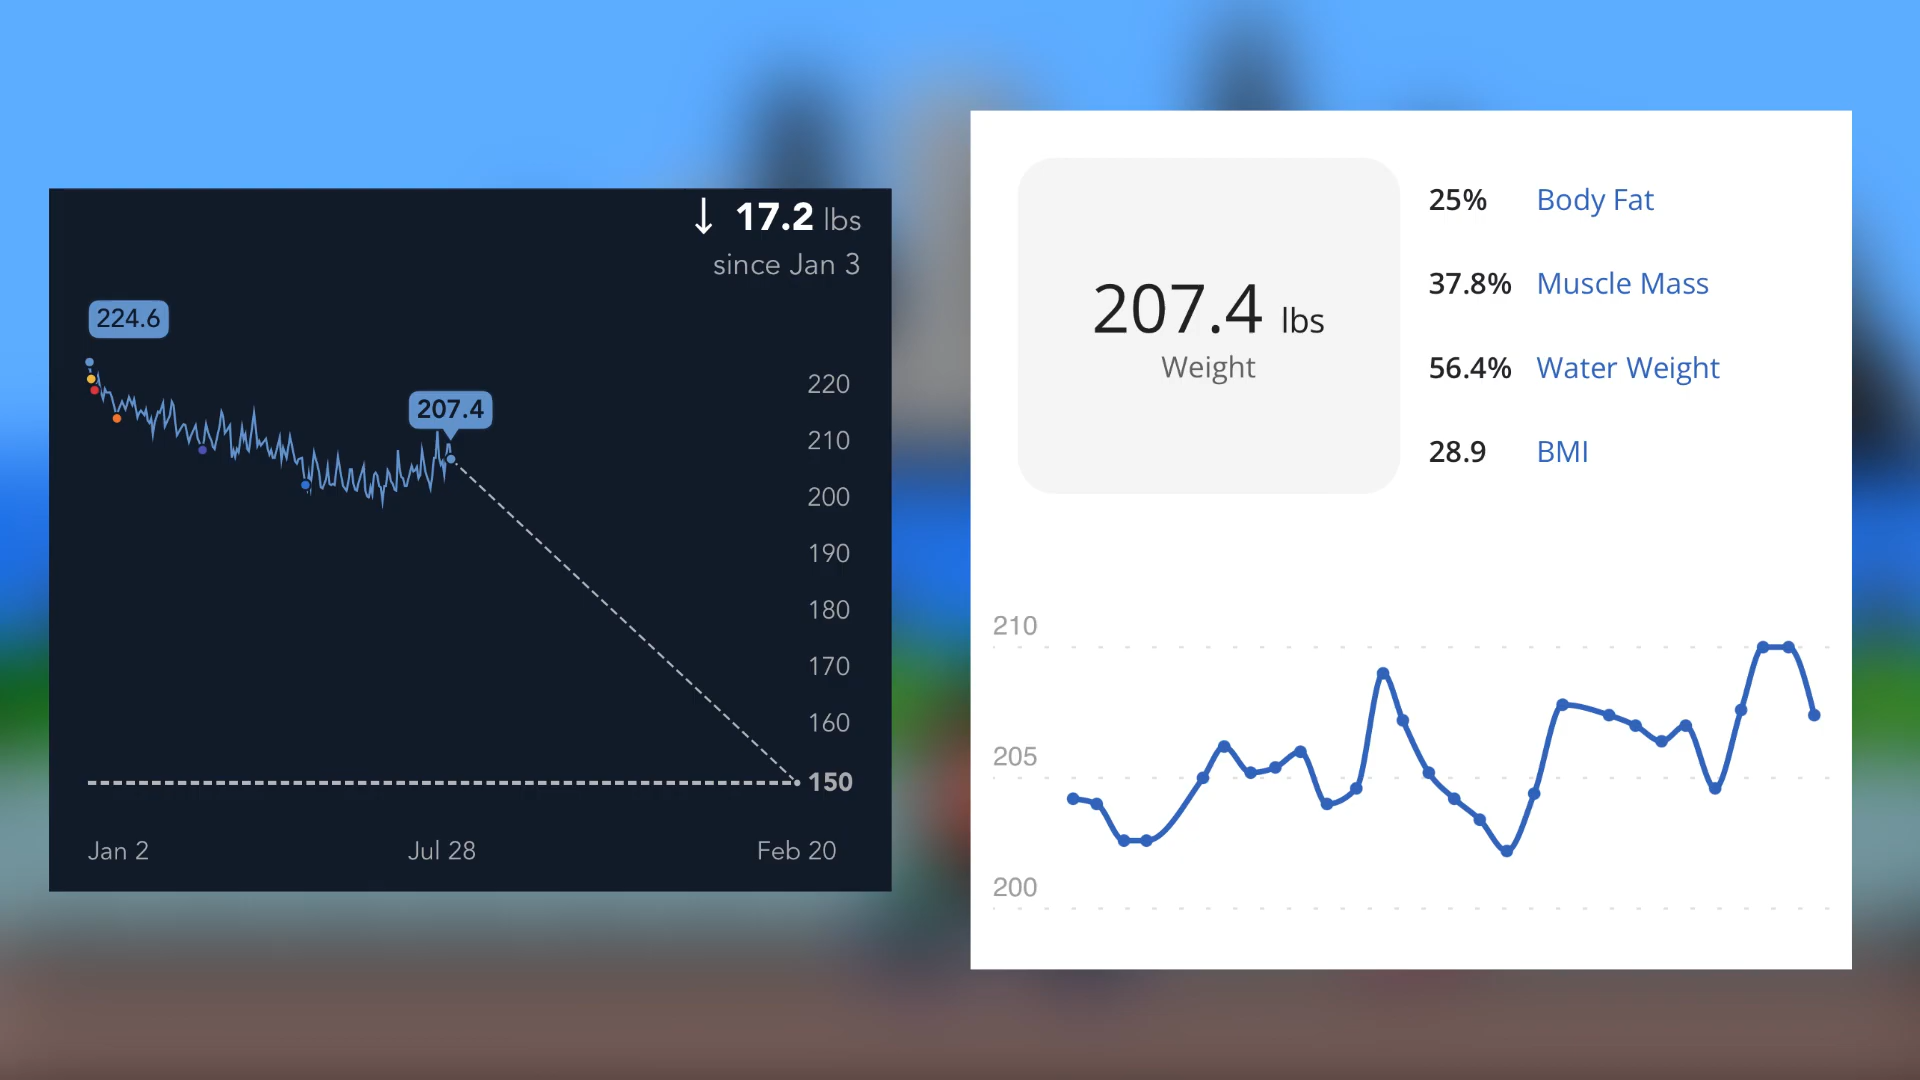 ↓ 17.2 lbs
since Jan 3
224.6
207.4
220
210
200
190
180
170
160
150
Jan 2
Jul 28
Feb 20
207.4 lbs
Weight
25% Body Fat
37.8% Muscle Mass
56.4% Water Weight
28.9 BMI
210
205
200